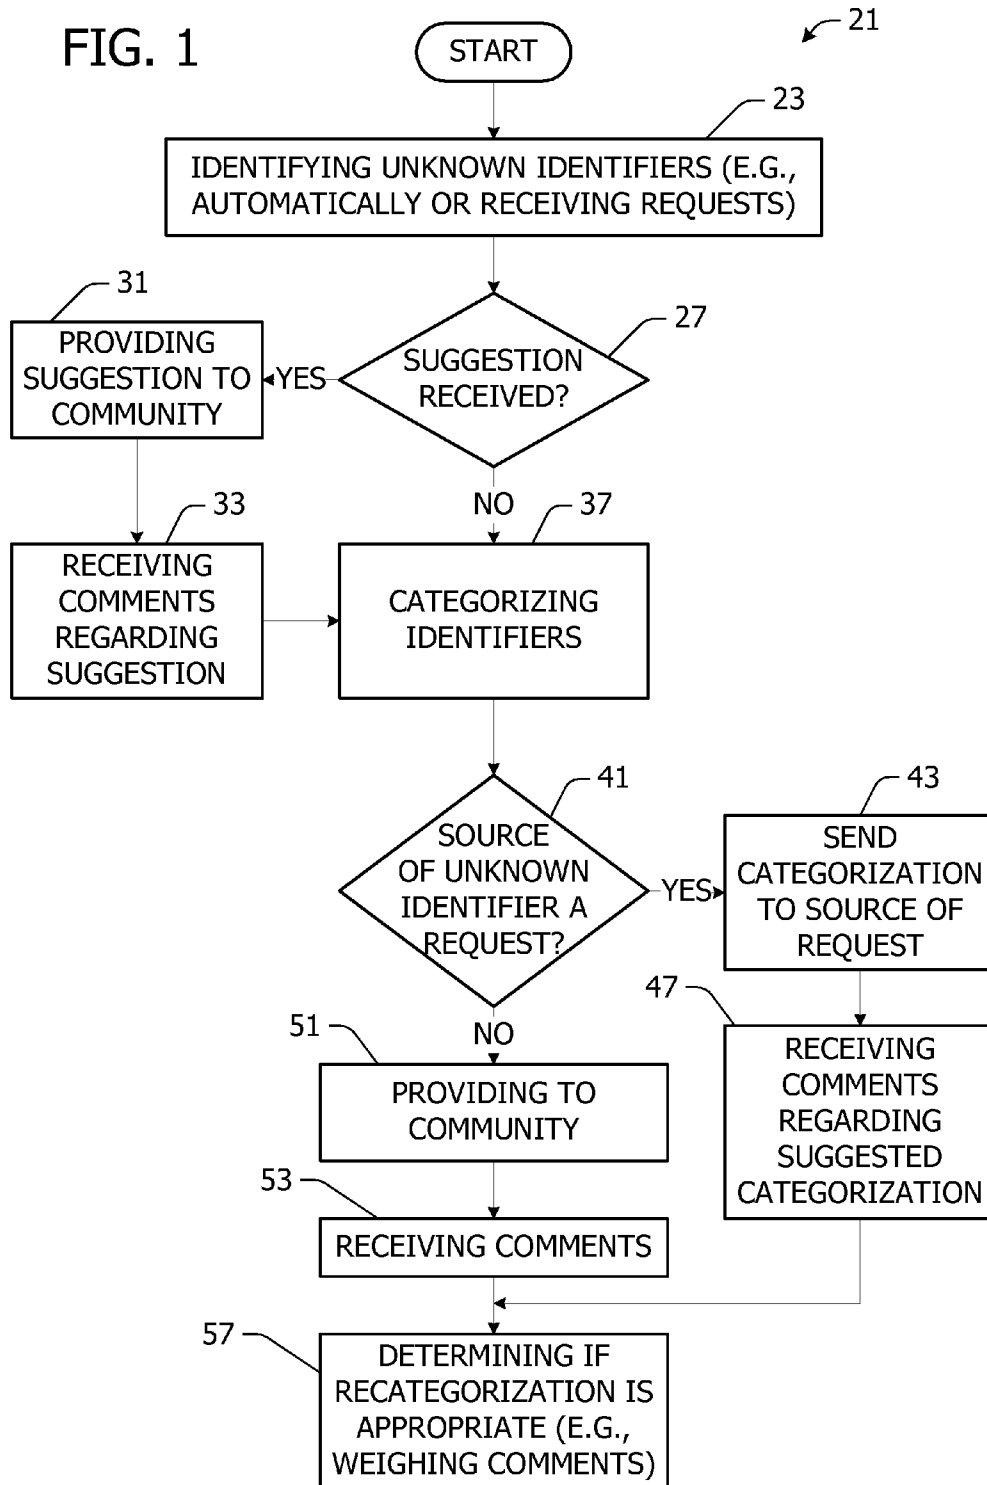 FIG. 1
START
21
23
IDENTIFYING UNKNOWN IDENTIFIERS (E.G.,
AUTOMATICALLY OR RECEIVING REQUESTS)
31
PROVIDING
SUGGESTION TO
COMMUNITY
YES
27
SUGGESTION
RECEIVED?
NO
33
RECEIVING
COMMENTS
REGARDING
SUGGESTION
37
CATEGORIZING
IDENTIFIERS
41
SOURCE
OF UNKNOWN
IDENTIFIER A
REQUEST?
YES
43
SEND
CATEGORIZATION
TO SOURCE OF
REQUEST
NO
47
RECEIVING
COMMENTS
REGARDING
SUGGESTED
CATEGORIZATION
51
PROVIDING TO
COMMUNITY
53
RECEIVING COMMENTS
57
DETERMINING IF
RECATEGORIZATION IS
APPROPRIATE (E.G.,
WEIGHING COMMENTS)